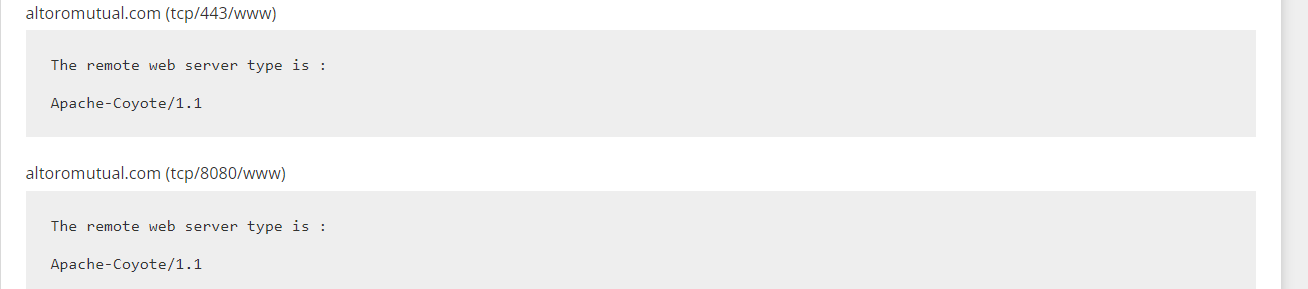 altoromutual.com (tcp/443/www)
The remote web server type is :
Apache-Coyote/1.1
altoromutual.com (tcp/8080/www)
The remote web server type is :
Apache-Coyote/1.1